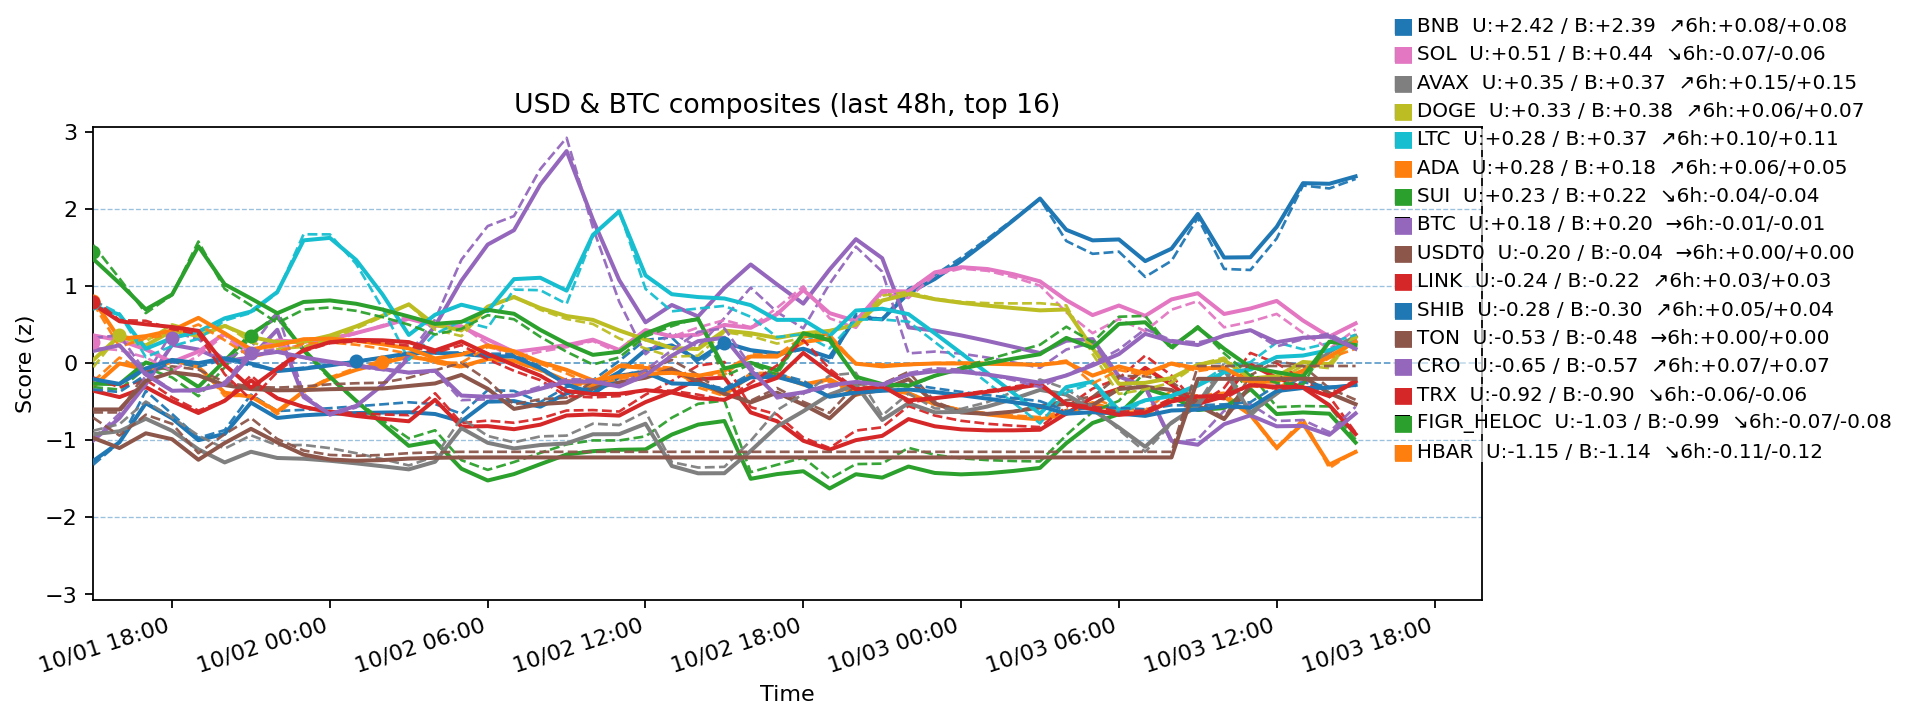 BNB  U:+2.42 / B:+2.39  ↗6h:+0.08/+0.08
SOL  U:+0.51 / B:+0.44  ↘6h:-0.07/-0.06
AVAX  U:+0.35 / B:+0.37  ↗6h:+0.15/+0.15
DOGE  U:+0.33 / B:+0.38  ↗6h:+0.06/+0.07
LTC  U:+0.28 / B:+0.37  ↗6h:+0.10/+0.11
ADA  U:+0.28 / B:+0.18  ↗6h:+0.06/+0.05
SUI  U:+0.23 / B:+0.22  ↘6h:-0.04/-0.04
BTC  U:+0.18 / B:+0.20  →6h:-0.01/-0.01
USDT0  U:-0.20 / B:-0.04  →6h:+0.00/+0.00
LINK  U:-0.24 / B:-0.22  ↗6h:+0.03/+0.03
SHIB  U:-0.28 / B:-0.30  ↗6h:+0.05/+0.04
TON  U:-0.53 / B:-0.48  →6h:+0.00/+0.00
CRO  U:-0.65 / B:-0.57  ↗6h:+0.07/+0.07
TRX  U:-0.92 / B:-0.90  ↘6h:-0.06/-0.06
FIGR_HELOC  U:-1.03 / B:-0.99  ↘6h:-0.07/-0.08
HBAR  U:-1.15 / B:-1.14  ↘6h:-0.11/-0.12
USD & BTC composites (last 48h, top 16)
Score (z)
3
2
1
0
−1
−2
−3
10/01 18:00
10/02 00:00
10/02 06:00
10/02 12:00
10/02 18:00
10/03 00:00
10/03 06:00
10/03 12:00
10/03 18:00
Time